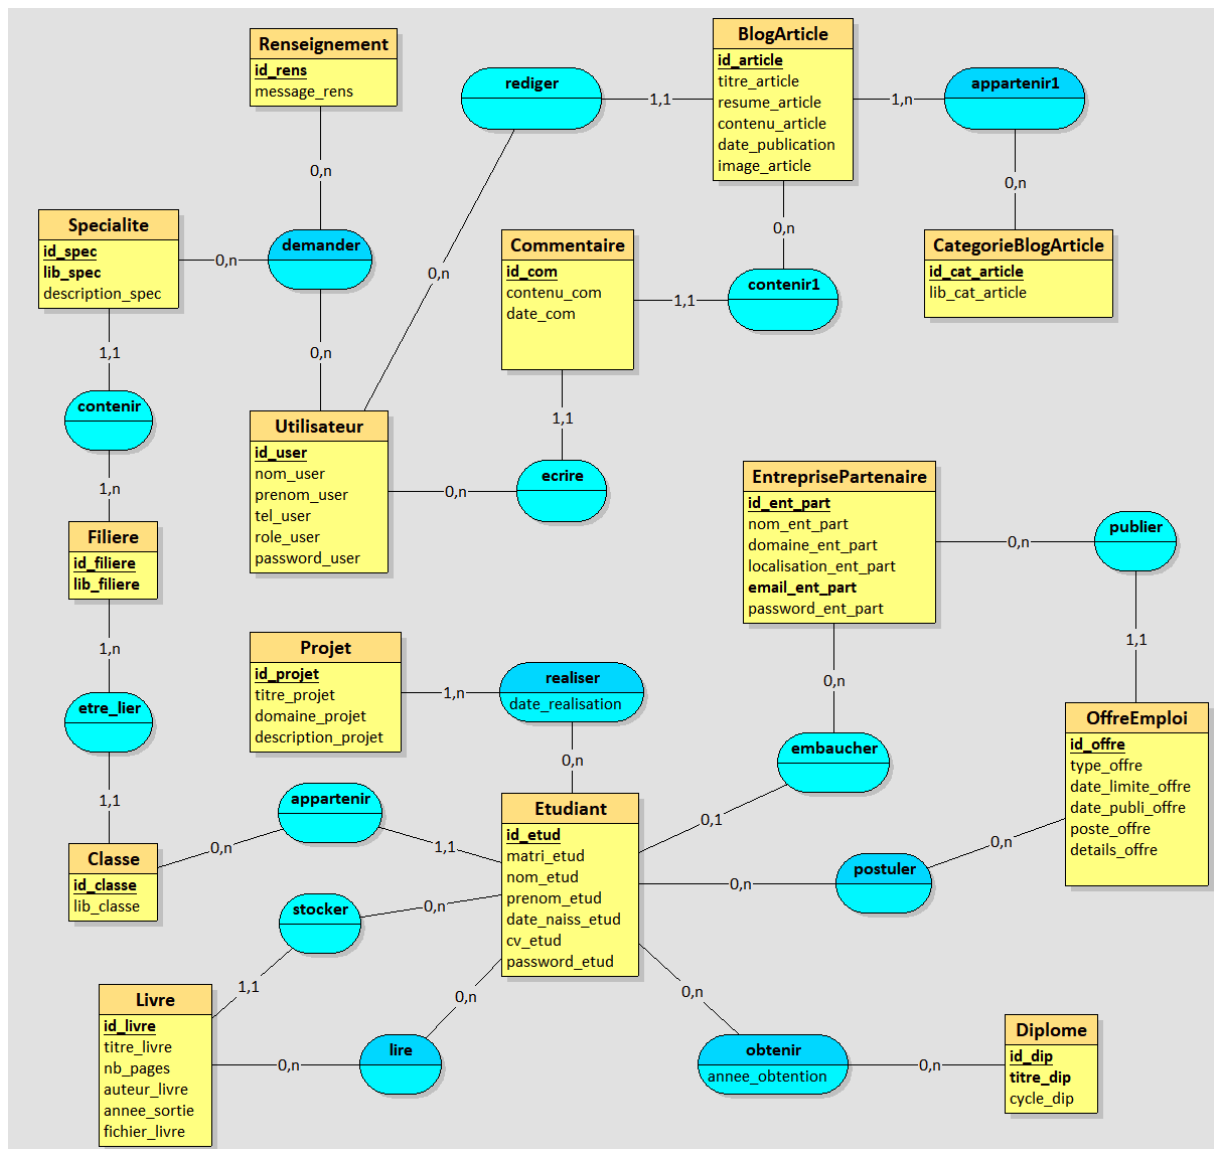 Renseignement
id_rens
message_rens
rediger
1,1
BlogArticle
id_article
titre_article
resume_article
contenu_article
date_publication
image_article
1,n
appartenir1
0,n
0,n
Specialite
id_spec
lib_spec
description_spec
0,n
demander
0,n
Commentaire
id_com
contenu_com
date_com
1,1
contenir1
0,n
CategorieBlogArticle
id_cat_article
lib_cat_article
1,1
0,n
contenir
1,n
Utilisateur
id_user
nom_user
prenom_user
tel_user
role_user
password_user
1,1
0,n
ecrire
EntreprisePartenaire
id_ent_part
nom_ent_part
domaine_ent_part
localisation_ent_part
email_ent_part
password_ent_part
0,n
publier
Filiere
id_filiere
lib_filiere
1,n
etre_lier
1,1
Projet
id_projet
titre_projet
domaine_projet
description_projet
1,n
realiser
date_realisation
0,n
0,n
1,1
embaucher
0,1
OffreEmploi
id_offre
type_offre
date_limite_offre
date_publi_offre
poste_offre
details_offre
appartenir
0,n
1,1
Classe
id_classe
lib_classe
Etudiant
id_etud
matri_etud
nom_etud
prenom_etud
date_naiss_etud
cv_etud
password_etud
0,n
postuler
0,n
stocker
0,n
1,1
Livre
id_livre
titre_livre
nb_pages
auteur_livre
annee_sortie
fichier_livre
0,n
0,n
lire
0,n
obtenir
annee_obtention
0,n
Diplome
id_dip
titre_dip
cycle_dip